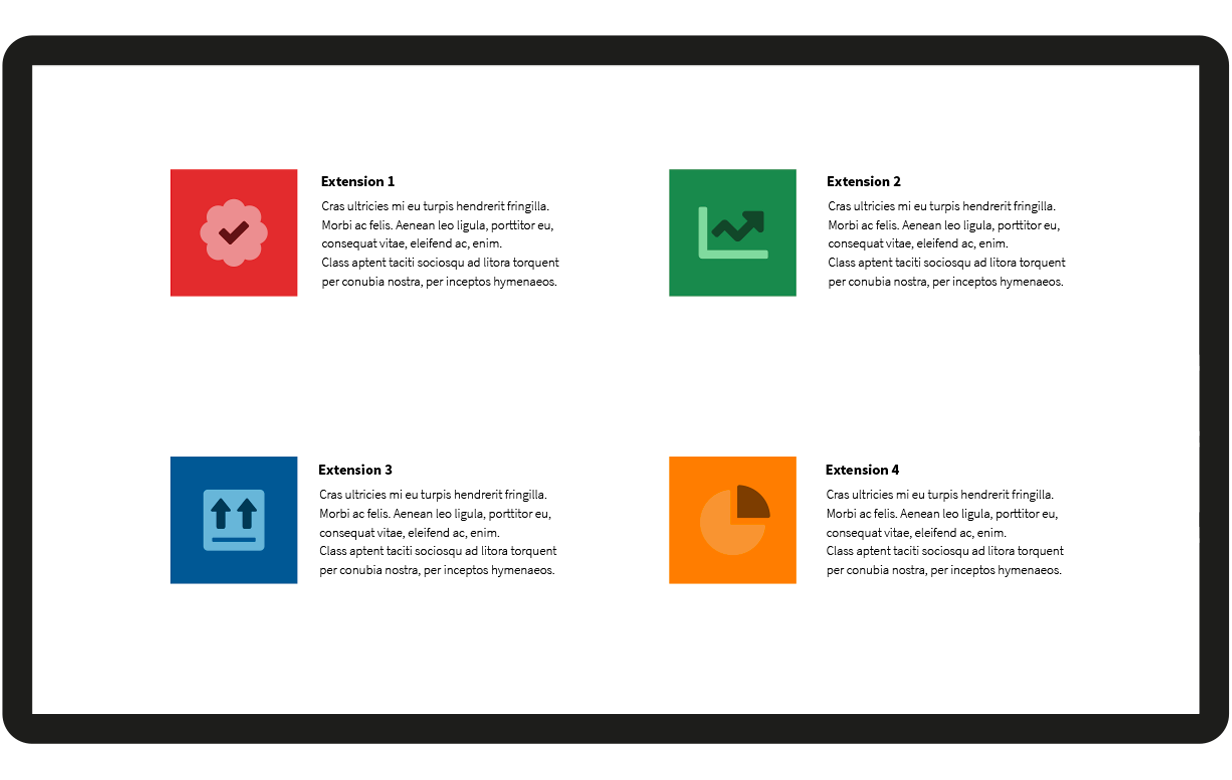 Extension 1
Cras ultricies mi eu turpis hendrerit fringilla.
Morbi ac felis. Aenean leo ligula, porttitor eu,
consequat vitae, eleifend ac, enim.
Class aptent taciti sociosqu ad litora torquent
per conubia nostra, per inceptos hymenaeos.
Extension 2
Cras ultricies mi eu turpis hendrerit fringilla.
Morbi ac felis. Aenean leo ligula, porttitor eu,
consequat vitae, eleifend ac, enim.
Class aptent taciti sociosqu ad litora torquent
per conubia nostra, per inceptos hymenaeos.
Extension 3
Cras ultricies mi eu turpis hendrerit fringilla.
Morbi ac felis. Aenean leo ligula, porttitor eu,
consequat vitae, eleifend ac, enim.
Class aptent taciti sociosqu ad litora torquent
per conubia nostra, per inceptos hymenaeos.
Extension 4
Cras ultricies mi eu turpis hendrerit fringilla.
Morbi ac felis. Aenean leo ligula, porttitor eu,
consequat vitae, eleifend ac, enim.
Class aptent taciti sociosqu ad litora torquent
per conubia nostra, per inceptos hymenaeos.